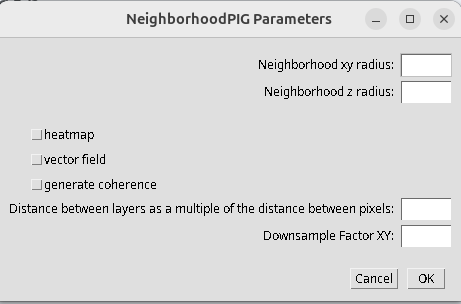 NeighborhoodPIG Parameters
Neighborhood xy radius:
Neighborhood z radius:
heatmap
vector field
generate coherence
Distance between layers as a multiple of the distance between pixels:
Downsample Factor XY:
Cancel OK